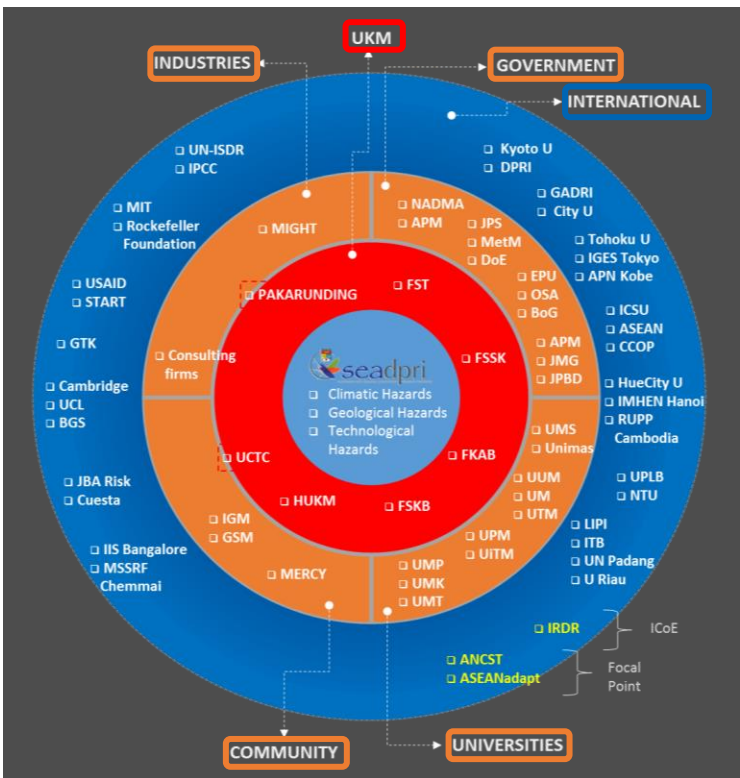 UKM
INDUSTRIES
GOVERNMENT
INTERNATIONAL
UN-ISDR
IPCC
MIT
Rockefeller
Foundation
USAID
START
GTK
Cambridge
UCL
BGS
JBA Risk
Cuesta
IIS Bangalore
MSSRF
Chemmai
Kyoto U
DPRI
GADRI
City U
Tohoku U
IGES Tokyo
APN Kobe
ICSU
ASEAN
CCOP
HueCity U
IMHEN Hanoi
RUPP
Cambodia
UPLB
NTU
LIPI
ITB
UN Padang
U Riau
IRDR
ICoE
ANCST
ASEANadapt
Focal
Point
MIGHT
Consulting
firms
NADMA
APM
JPS
MetM
DoE
EPU
OSA
BoG
APM
JMG
JPBD
UMS
Unimas
UUM
UM
UTM
UPM
UiTM
UMP
UMK
UMT
IGM
GSM
MERCY
PAKARUNDING
FST
FSSK
FKAB
FSKB
HUKM
UCTC
seadpri
Climatic Hazards
Geological Hazards
Technological
Hazards
COMMUNITY
UNIVERSITIES